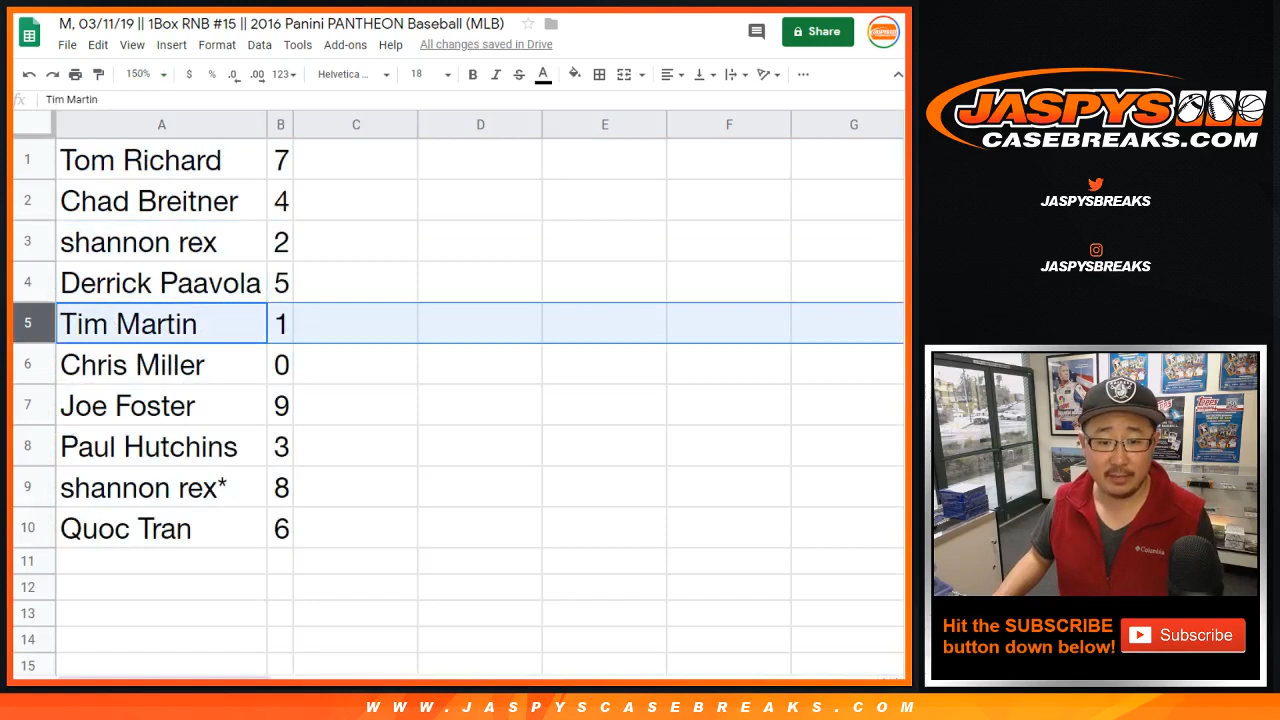 M, 03/11/19 || 1Box RNB #15 || 2016 Panini PANTHEON Baseball (MLB)
File Edit View Insert Format Data Tools Add-ons Help All changes saved in Drive
Share
150% $ % .0 .00 123 Helvetica ... 18 B I S A
fx Tim Martin
A B C D E F G
1 Tom Richard 7
2 Chad Breitner 4
3 shannon rex 2
4 Derrick Paavola 5
5 Tim Martin 1
6 Chris Miller 0
7 Joe Foster 9
8 Paul Hutchins 3
9 shannon rex* 8
10 Quoc Tran 6
11
12
13
14
15
JASPYS
CASEBREAKS.COM
JASPYSBREAKS
JASPYSBREAKS
Topps
Columbia
Hit the SUBSCRIBE
button down below!
Subscribe
WWW.JASPYSCASEBREAKS.COM